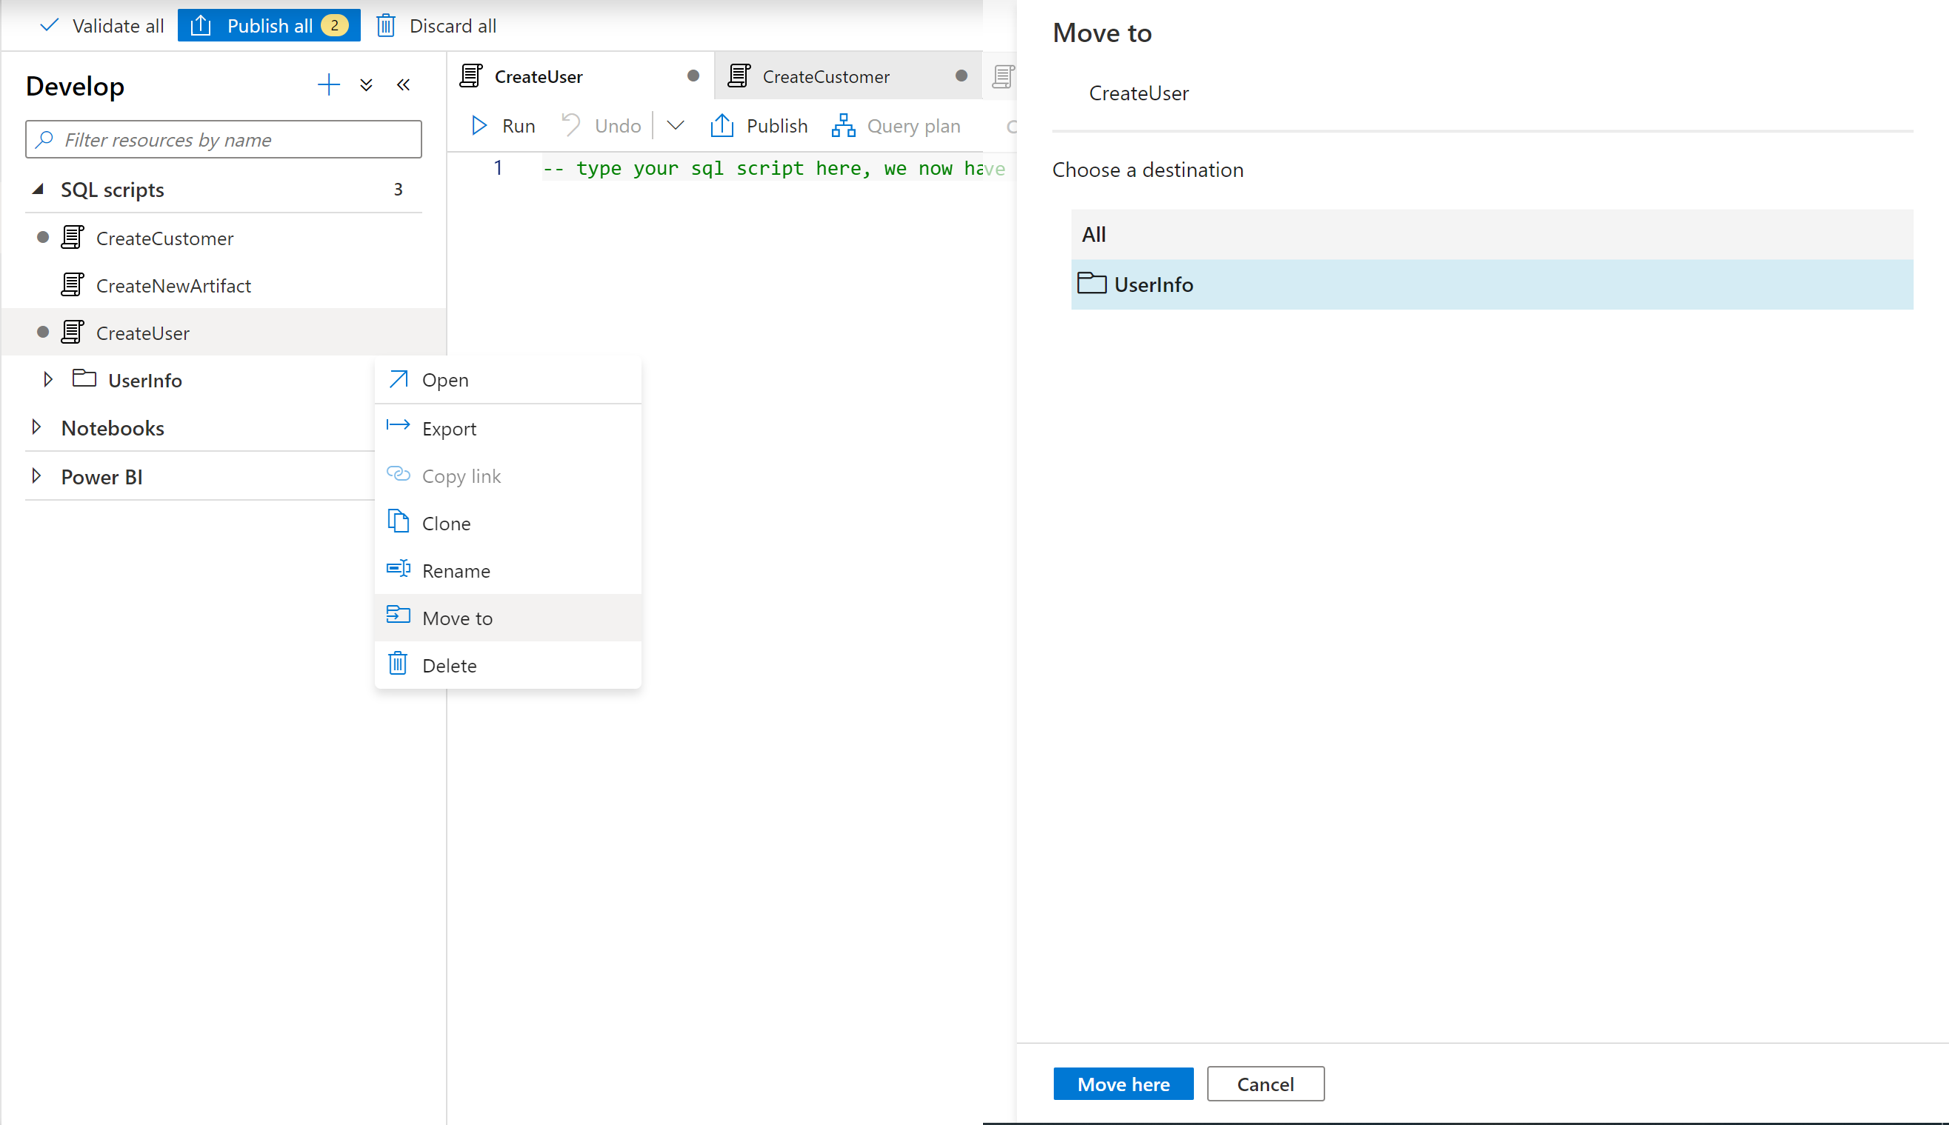 Validate all
Publish all 2
Discard all
Develop
Filter resources by name
SQL scripts 3
CreateCustomer
CreateNewArtifact
CreateUser
UserInfo
Notebooks
Power BI
CreateUser
CreateCustomer
Run
Undo
Publish
Query plan
1 -- type your sql script here, we now have
Open
Export
Copy link
Clone
Rename
Move to
Delete
Move to
CreateUser
Choose a destination
All
UserInfo
Move here
Cancel